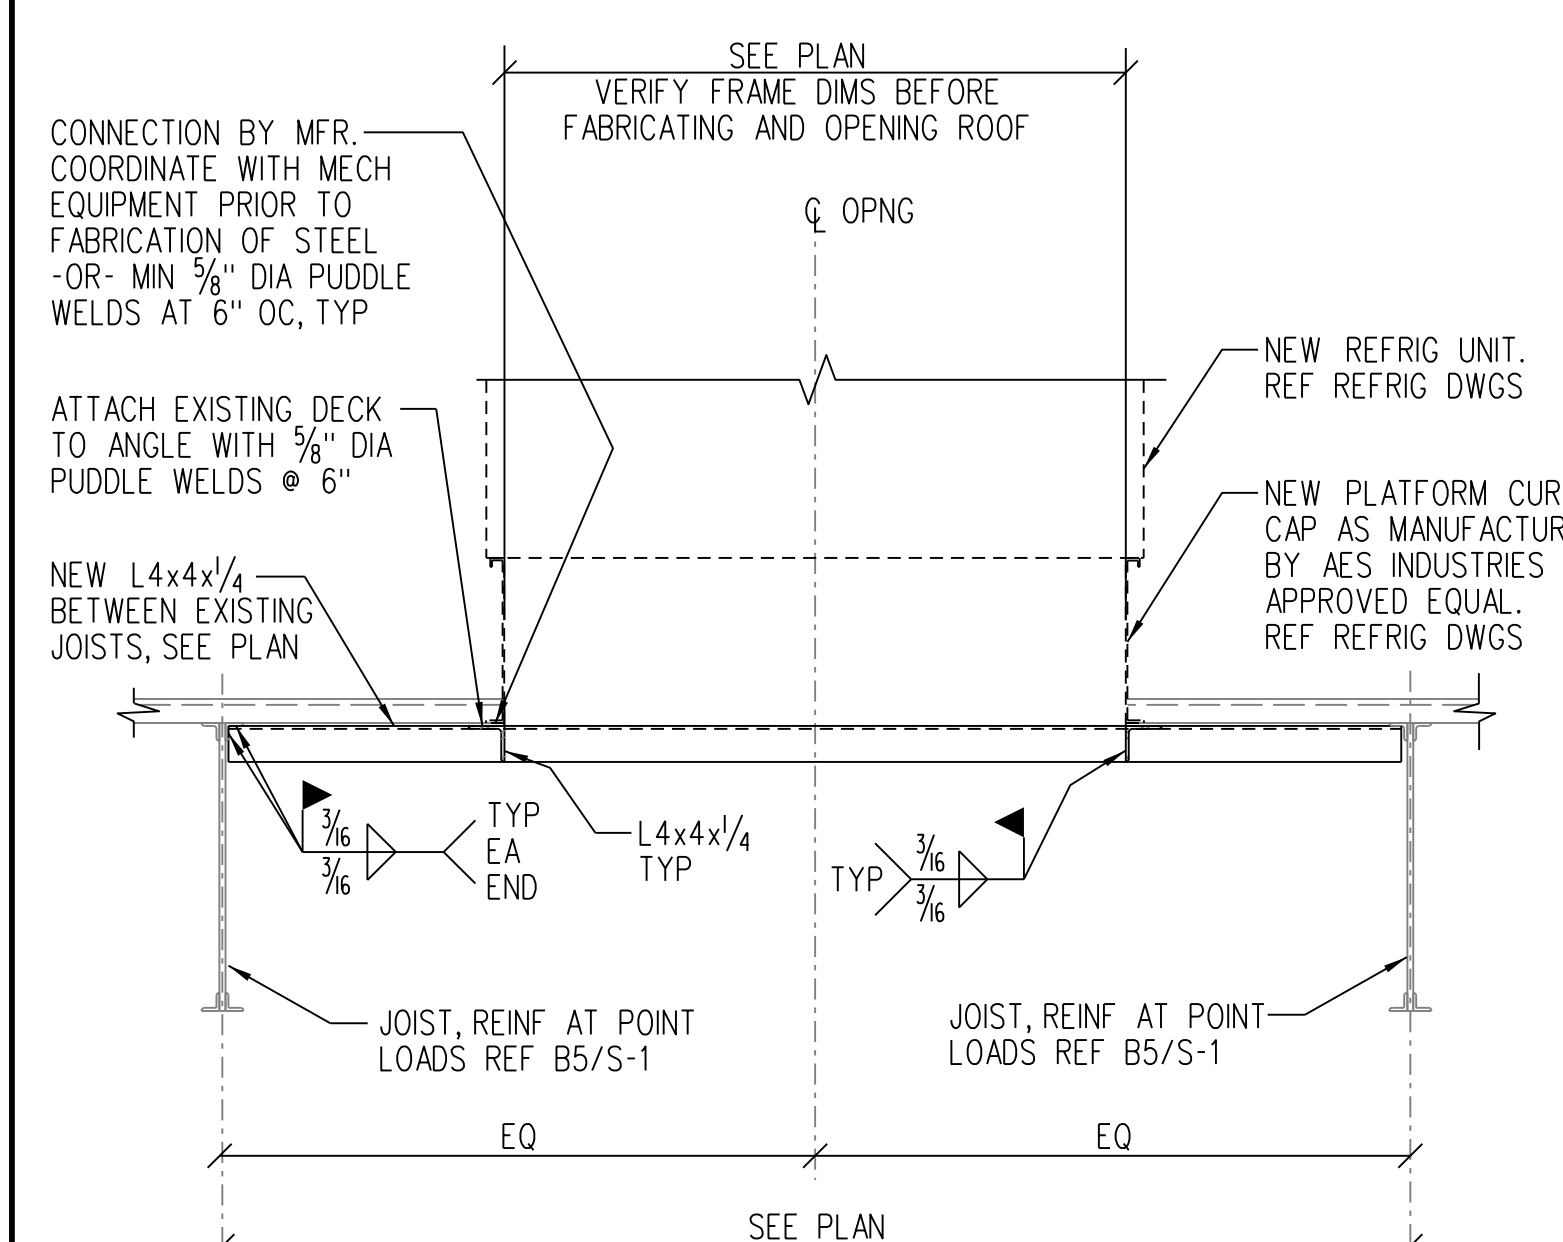 SEE PLAN
VERIFY FRAME DIMS BEFORE
FABRICATING AND OPENING ROOF
CONNECTION BY MFR.
COORDINATE WITH MECH
EQUIPMENT PRIOR TO
FABRICATION OF STEEL
-OR- MIN 5/8" DIA PUDDLE
WELDS AT 6" OC, TYP
℄ OPNG
NEW REFRIG UNIT.
REF REFRIG DWGS
ATTACH EXISTING DECK
TO ANGLE WITH 5/8" DIA
PUDDLE WELDS @ 6"
NEW PLATFORM CUR
CAP AS MANUFACTUR
BY AES INDUSTRIES
APPROVED EQUAL.
REF REFRIG DWGS
NEW L4x4x1/4
BETWEEN EXISTING
JOISTS, SEE PLAN
3/16
3/16
TYP
EA
END
L4x4x1/4
TYP
TYP
3/16
3/16
JOIST, REINF AT POINT
LOADS REF B5/S-1
JOIST, REINF AT POINT
LOADS REF B5/S-1
EQ
EQ
SEE PLAN